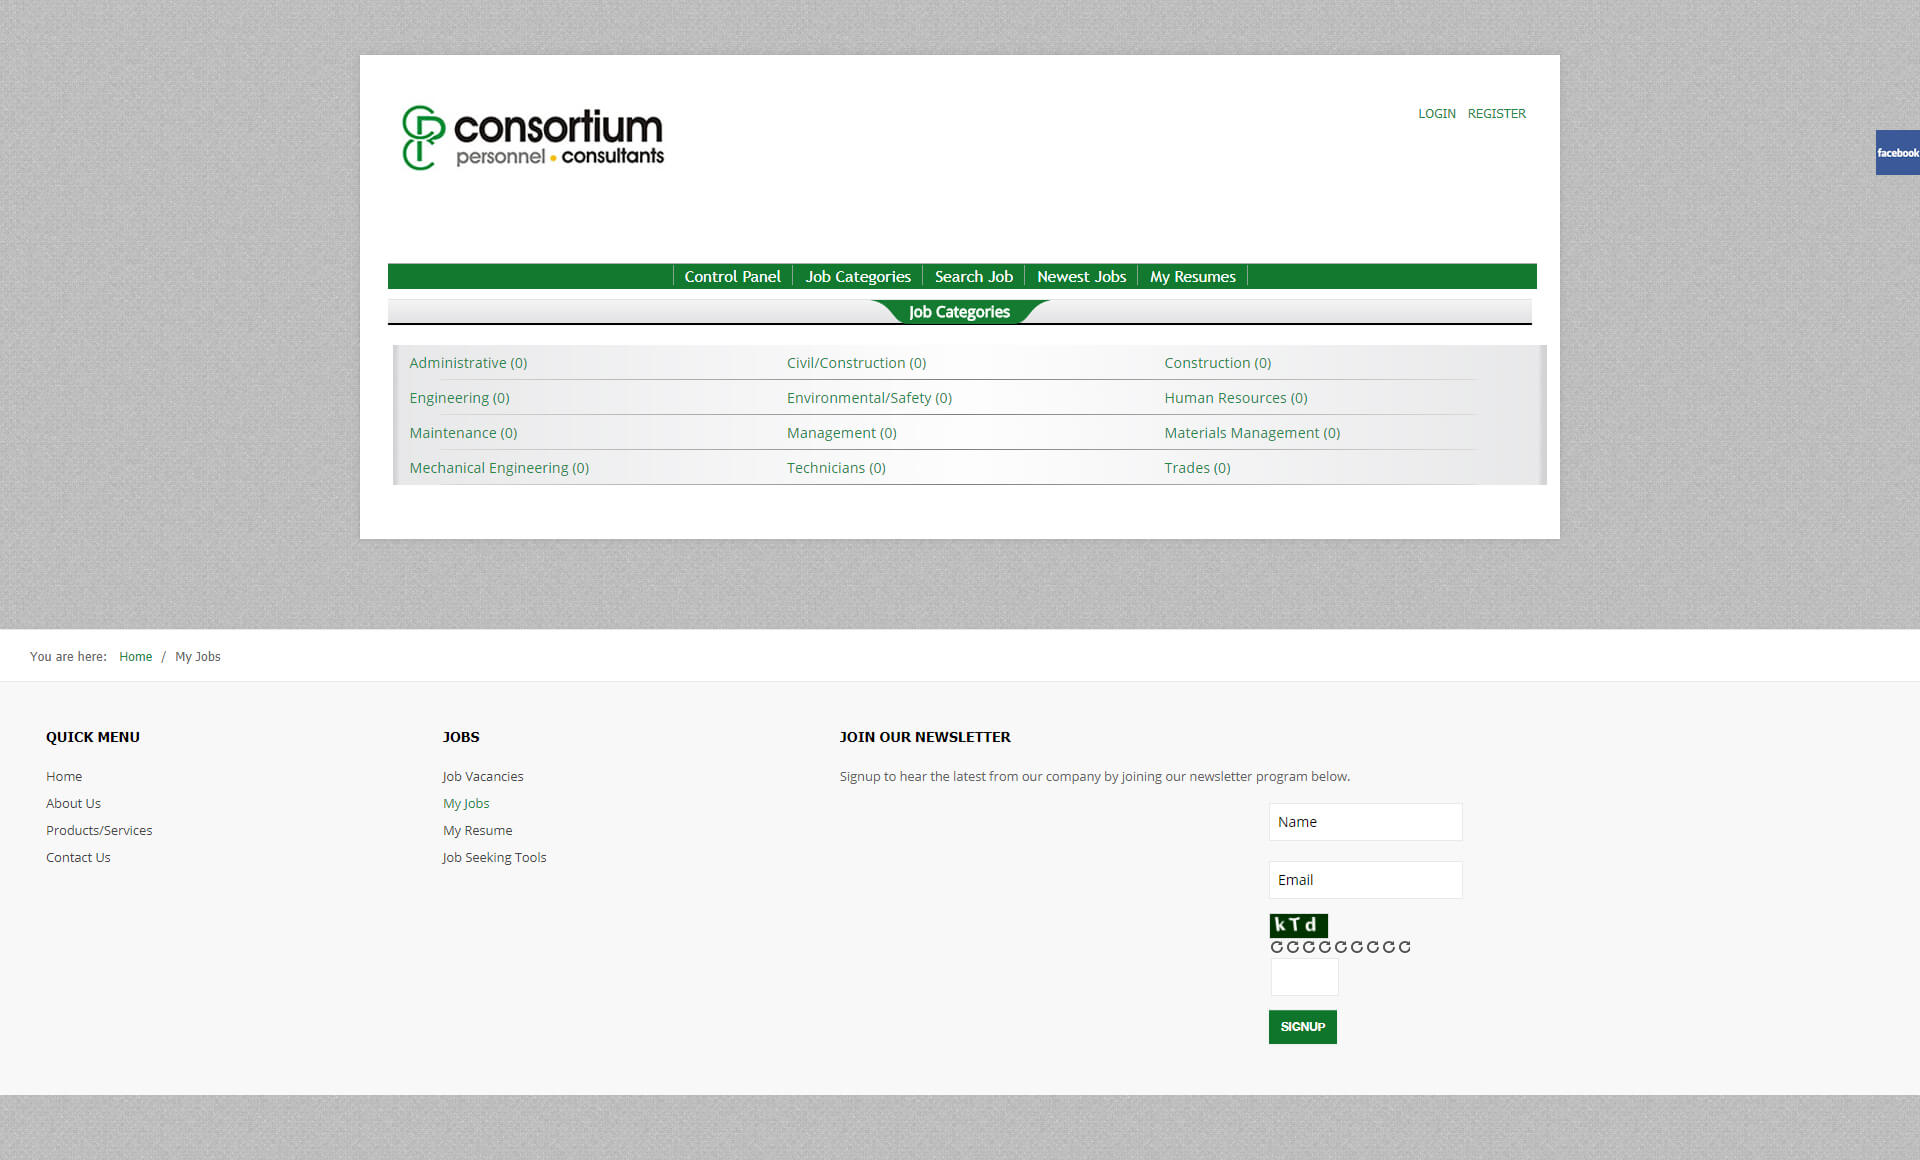 consortium
personnel • consultants
LOGIN REGISTER
facebook
Control Panel Job Categories Search Job Newest Jobs My Resumes
Job Categories
Administrative (0) Civil/Construction (0) Construction (0)
Engineering (0) Environmental/Safety (0) Human Resources (0)
Maintenance (0) Management (0) Materials Management (0)
Mechanical Engineering (0) Technicians (0) Trades (0)
You are here: Home / My Jobs
QUICK MENU
Home
About Us
Products/Services
Contact Us
JOBS
Job Vacancies
My Jobs
My Resume
Job Seeking Tools
JOIN OUR NEWSLETTER
Signup to hear the latest from our company by joining our newsletter program below.
Name
Email
kTd
SIGNUP